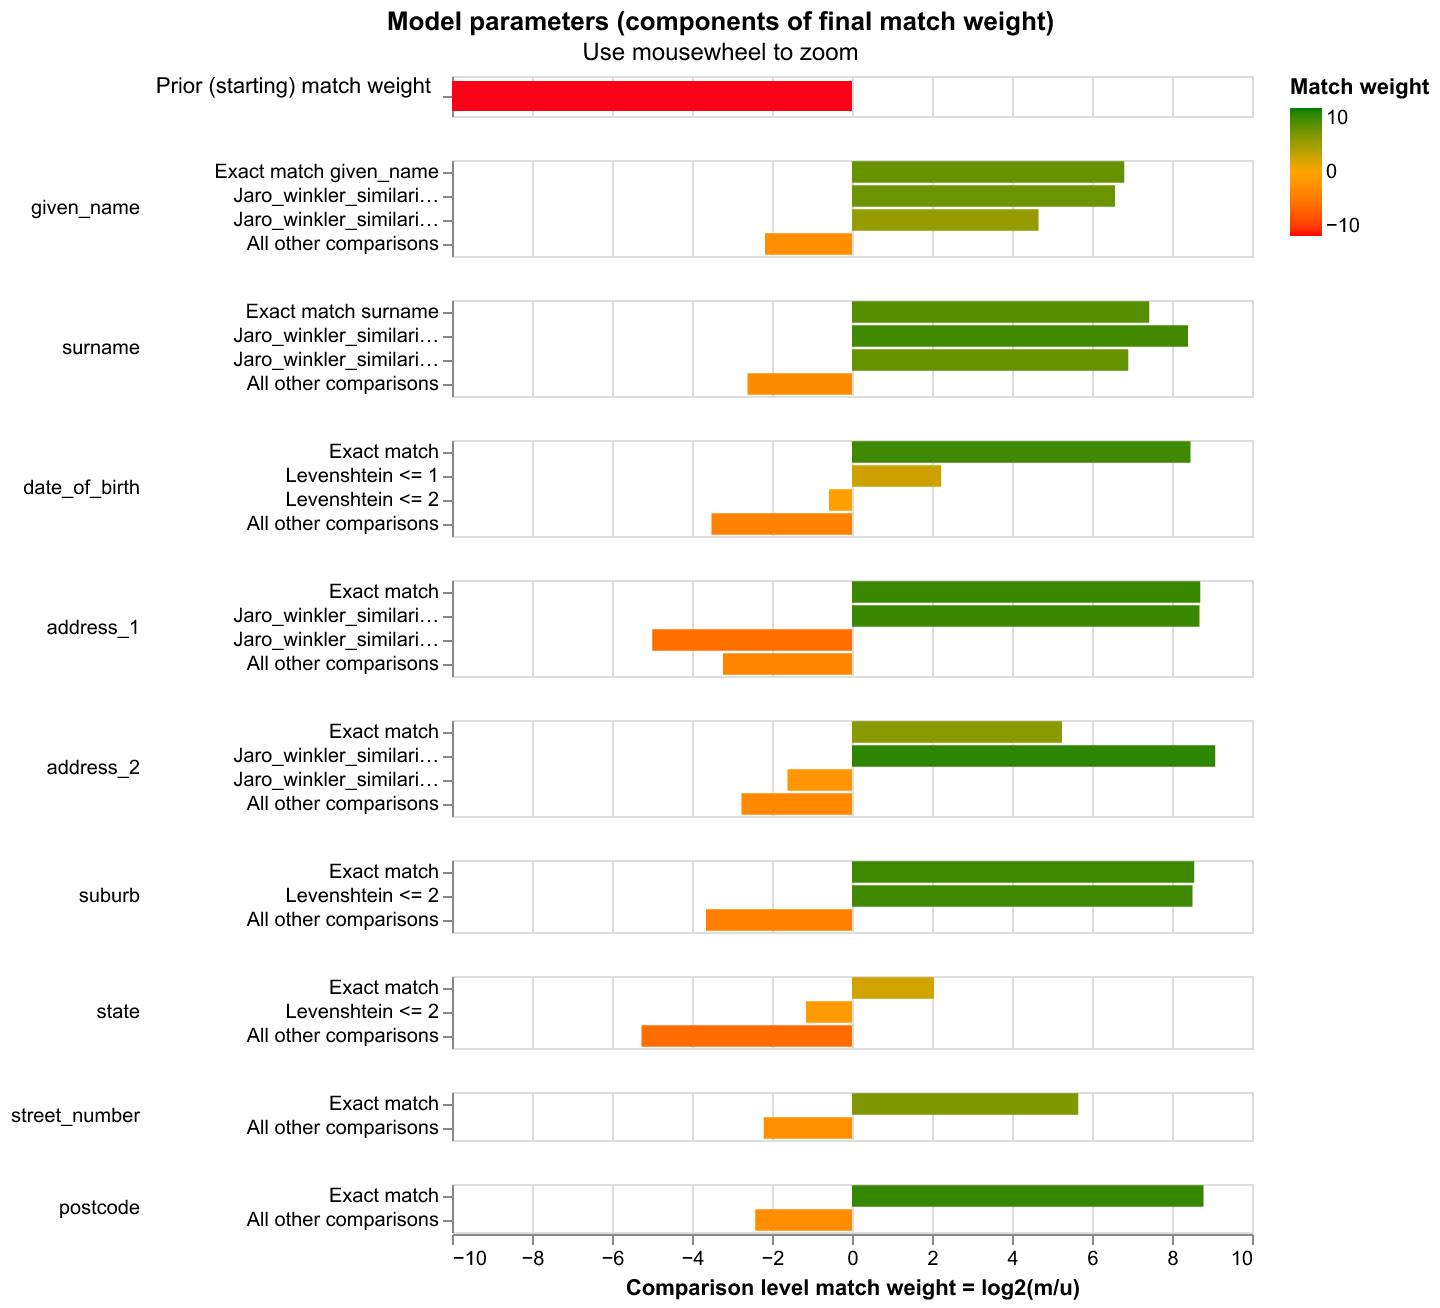 Model parameters (components of final match weight)
Use mousewheel to zoom
Prior (starting) match weight
Match weight
10
0
−10
given_name
Exact match given_name
Jaro_winkler_similari…
Jaro_winkler_similari…
All other comparisons
surname
Exact match surname
Jaro_winkler_similari…
Jaro_winkler_similari…
All other comparisons
date_of_birth
Exact match
Levenshtein <= 1
Levenshtein <= 2
All other comparisons
address_1
Exact match
Jaro_winkler_similari…
Jaro_winkler_similari…
All other comparisons
address_2
Exact match
Jaro_winkler_similari…
Jaro_winkler_similari…
All other comparisons
suburb
Exact match
Levenshtein <= 2
All other comparisons
state
Exact match
Levenshtein <= 2
All other comparisons
street_number
Exact match
All other comparisons
postcode
Exact match
All other comparisons
−10 −8 −6 −4 −2 0 2 4 6 8 10
Comparison level match weight = log2(m/u)